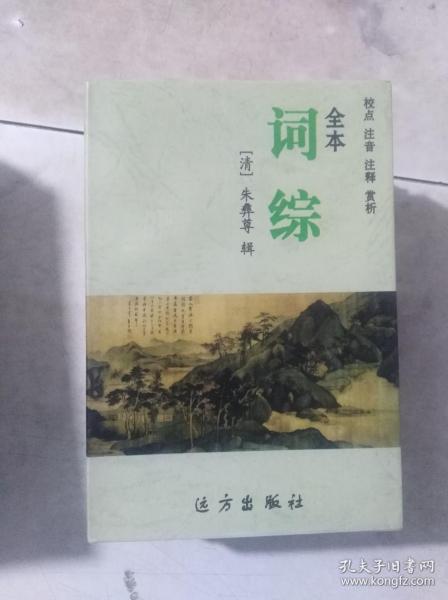 校点 注音 注释 赏析
全本
词综
［清］ 朱彝尊 辑
远方出版社
孔夫子旧书网
www.kongfz.com